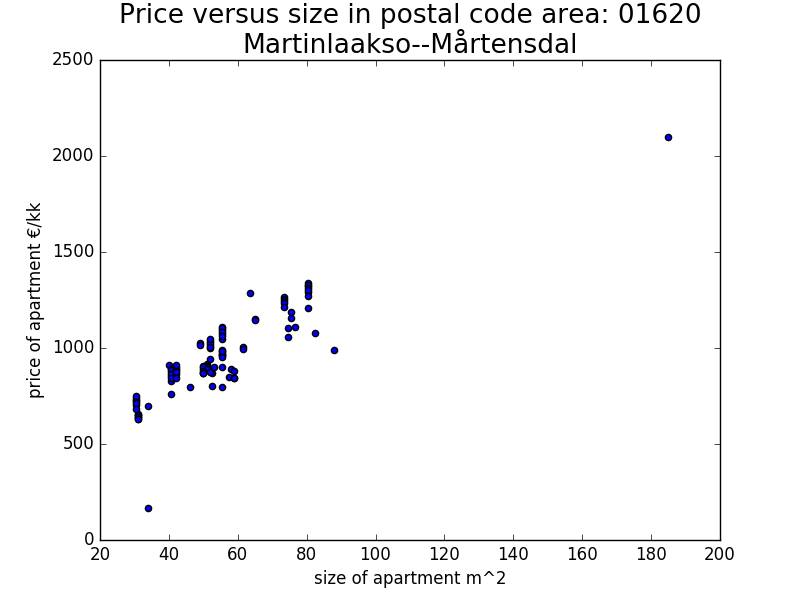 Price versus size in postal code area: 01620
Martinlaakso--Mårtensdal
2500
2000
1500
1000
500
0
price of apartment €/kk
20 40 60 80 100 120 140 160 180 200
size of apartment m^2